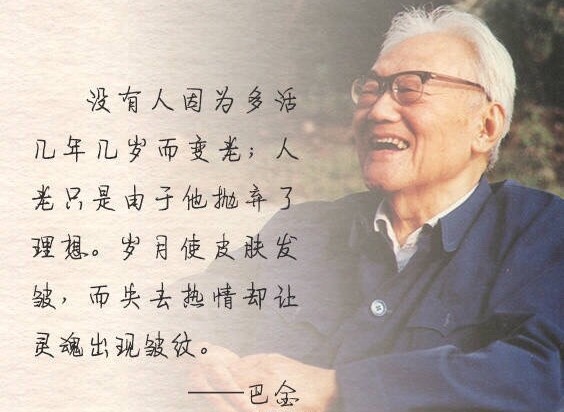 没有人因为多活
几年几岁而变老；人
老只是由于他抛弃了
理想。岁月使皮肤发
皱，而失去热情却让
灵魂出现皱纹。
——巴金